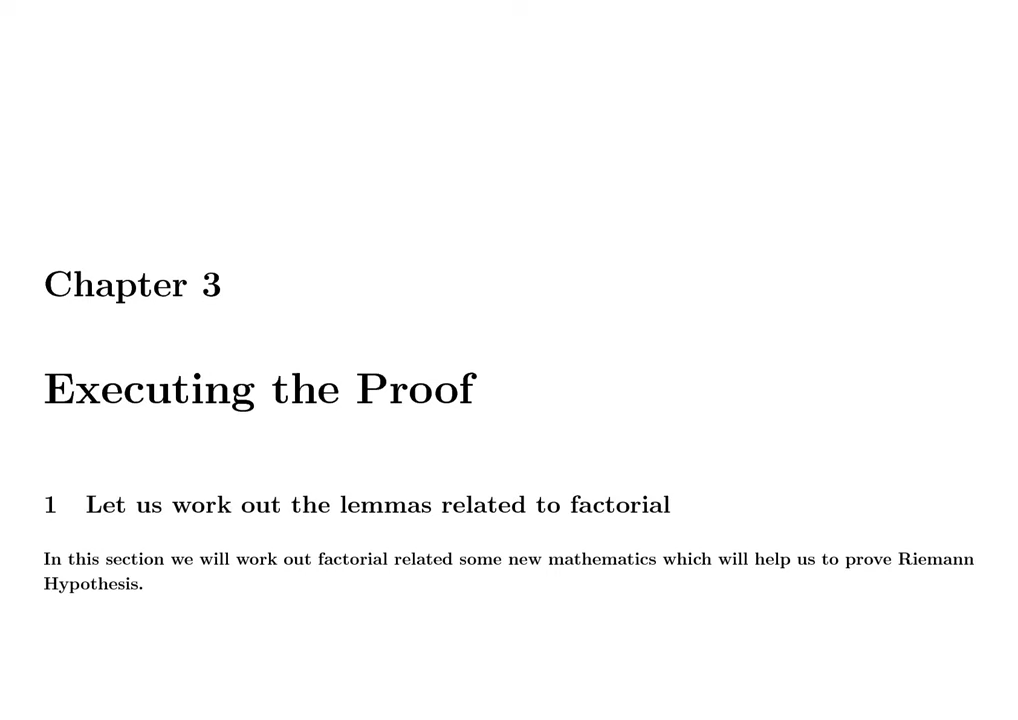 Chapter 3
Executing the Proof
1 Let us work out the lemmas related to factorial
In this section we will work out factorial related some new mathematics which will help us to prove Riemann
Hypothesis.